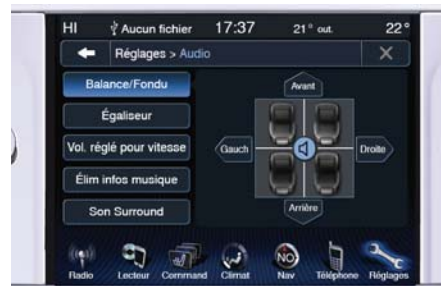 HI Aucun fichier 17:37 21° out. 22°
Réglages > Audio
Balance/Fondu
Égaliseur
Vol. réglé pour vitesse
Élim infos musique
Son Surround
Avant
Gauch
Droite
Arrière
Radio Lecteur Command Climat NO Nav Téléphone Réglages